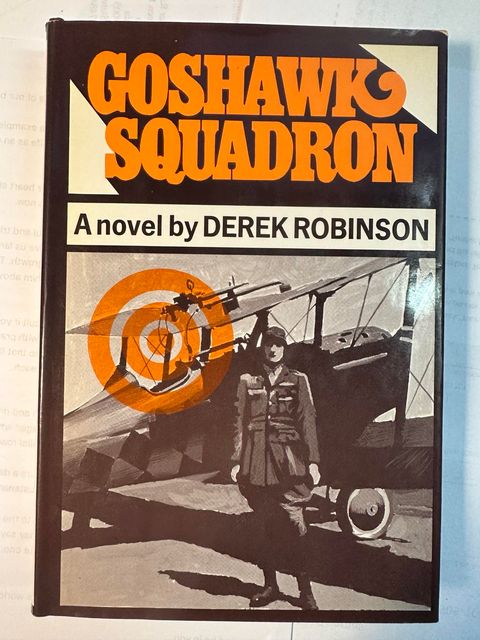 GOSHAWK
SQUADRON
A novel by DEREK ROBINSON